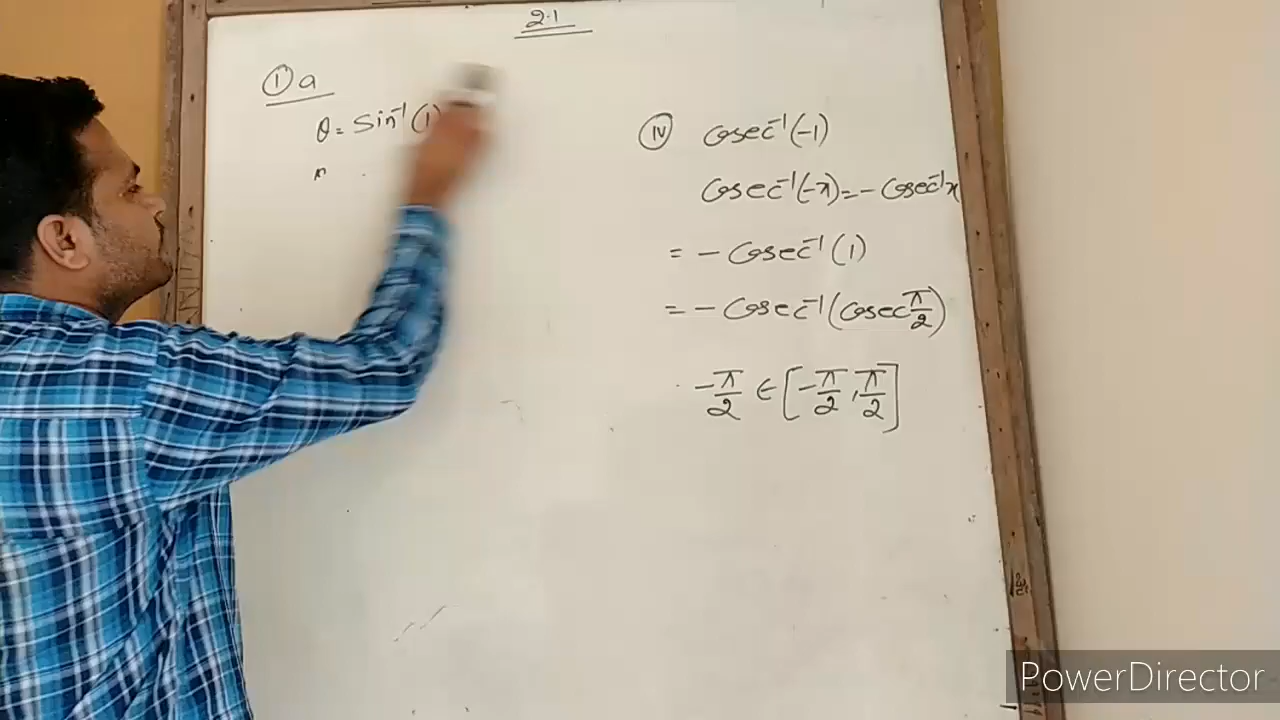 2.1
① a
θ = Sin⁻¹(1
(iv) cosec⁻¹(-1)
cosec⁻¹(-x) = - cosec⁻¹x
= - cosec⁻¹(1)
= - cosec⁻¹(cosec π/2)
-π/2 ∈ [-π/2, π/2]
PowerDirector